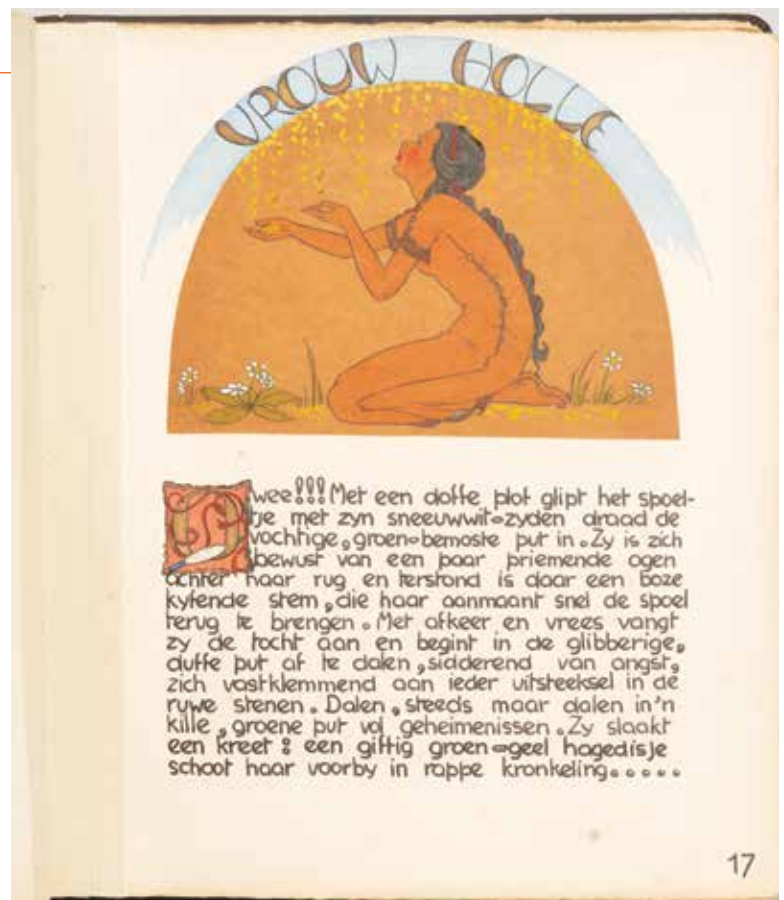 VROUW HOLLE
wee!!! Met een doffe plof glipt het spoel-
tje met zyn sneeuwwit=zyden draad de
vochtige, groen=bemoste put in. Zy is zich
bewust van een paar priemende ogen
achter haar rug en terstond is daar een boze
kyfende stem, die haar aanmaant snel de spoel
terug te brengen. Met afkeer en vrees vangt
zy de tocht aan en begint in de glibberige,
duffe put af te dalen, sidderend van angst,
zich vastklemmend aan ieder uitsteeksel in de
ruwe stenen. Dalen, steeds maar dalen in 'n
kille, groene put vol geheimenissen. Zy slaakt
een kreet: een giftig groen=geel hagedisje
schoot haar voorby in rappe kronkeling.....
17